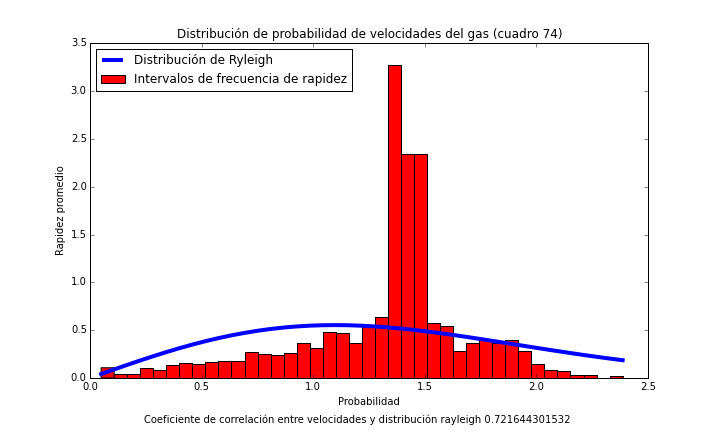 Distribución de probabilidad de velocidades del gas (cuadro 74)
Distribución de Ryleigh
Intervalos de frecuencia de rapidez
Rapidez promedio
3.5
3.0
2.5
2.0
1.5
1.0
0.5
0.0
0.0 0.5 1.0 1.5 2.0 2.5
Probabilidad
Coeficiente de correlación entre velocidades y distribución rayleigh 0.721644301532